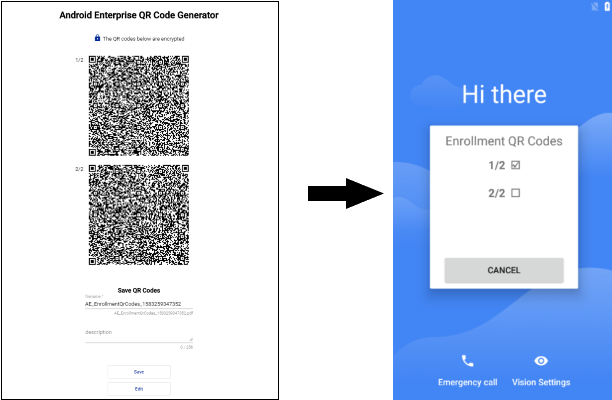 Android Enterprise QR Code Generator
The QR codes below are encrypted
1/2
2/2
Save QR Codes
filename *
AE_EnrollmentQrCodes_1583259347352
AE_EnrollmentQrCodes_1583259347352.pdf
description
0 / 256
Save
Edit
Hi there
Enrollment QR Codes
1/2
2/2
CANCEL
Emergency call
Vision Settings